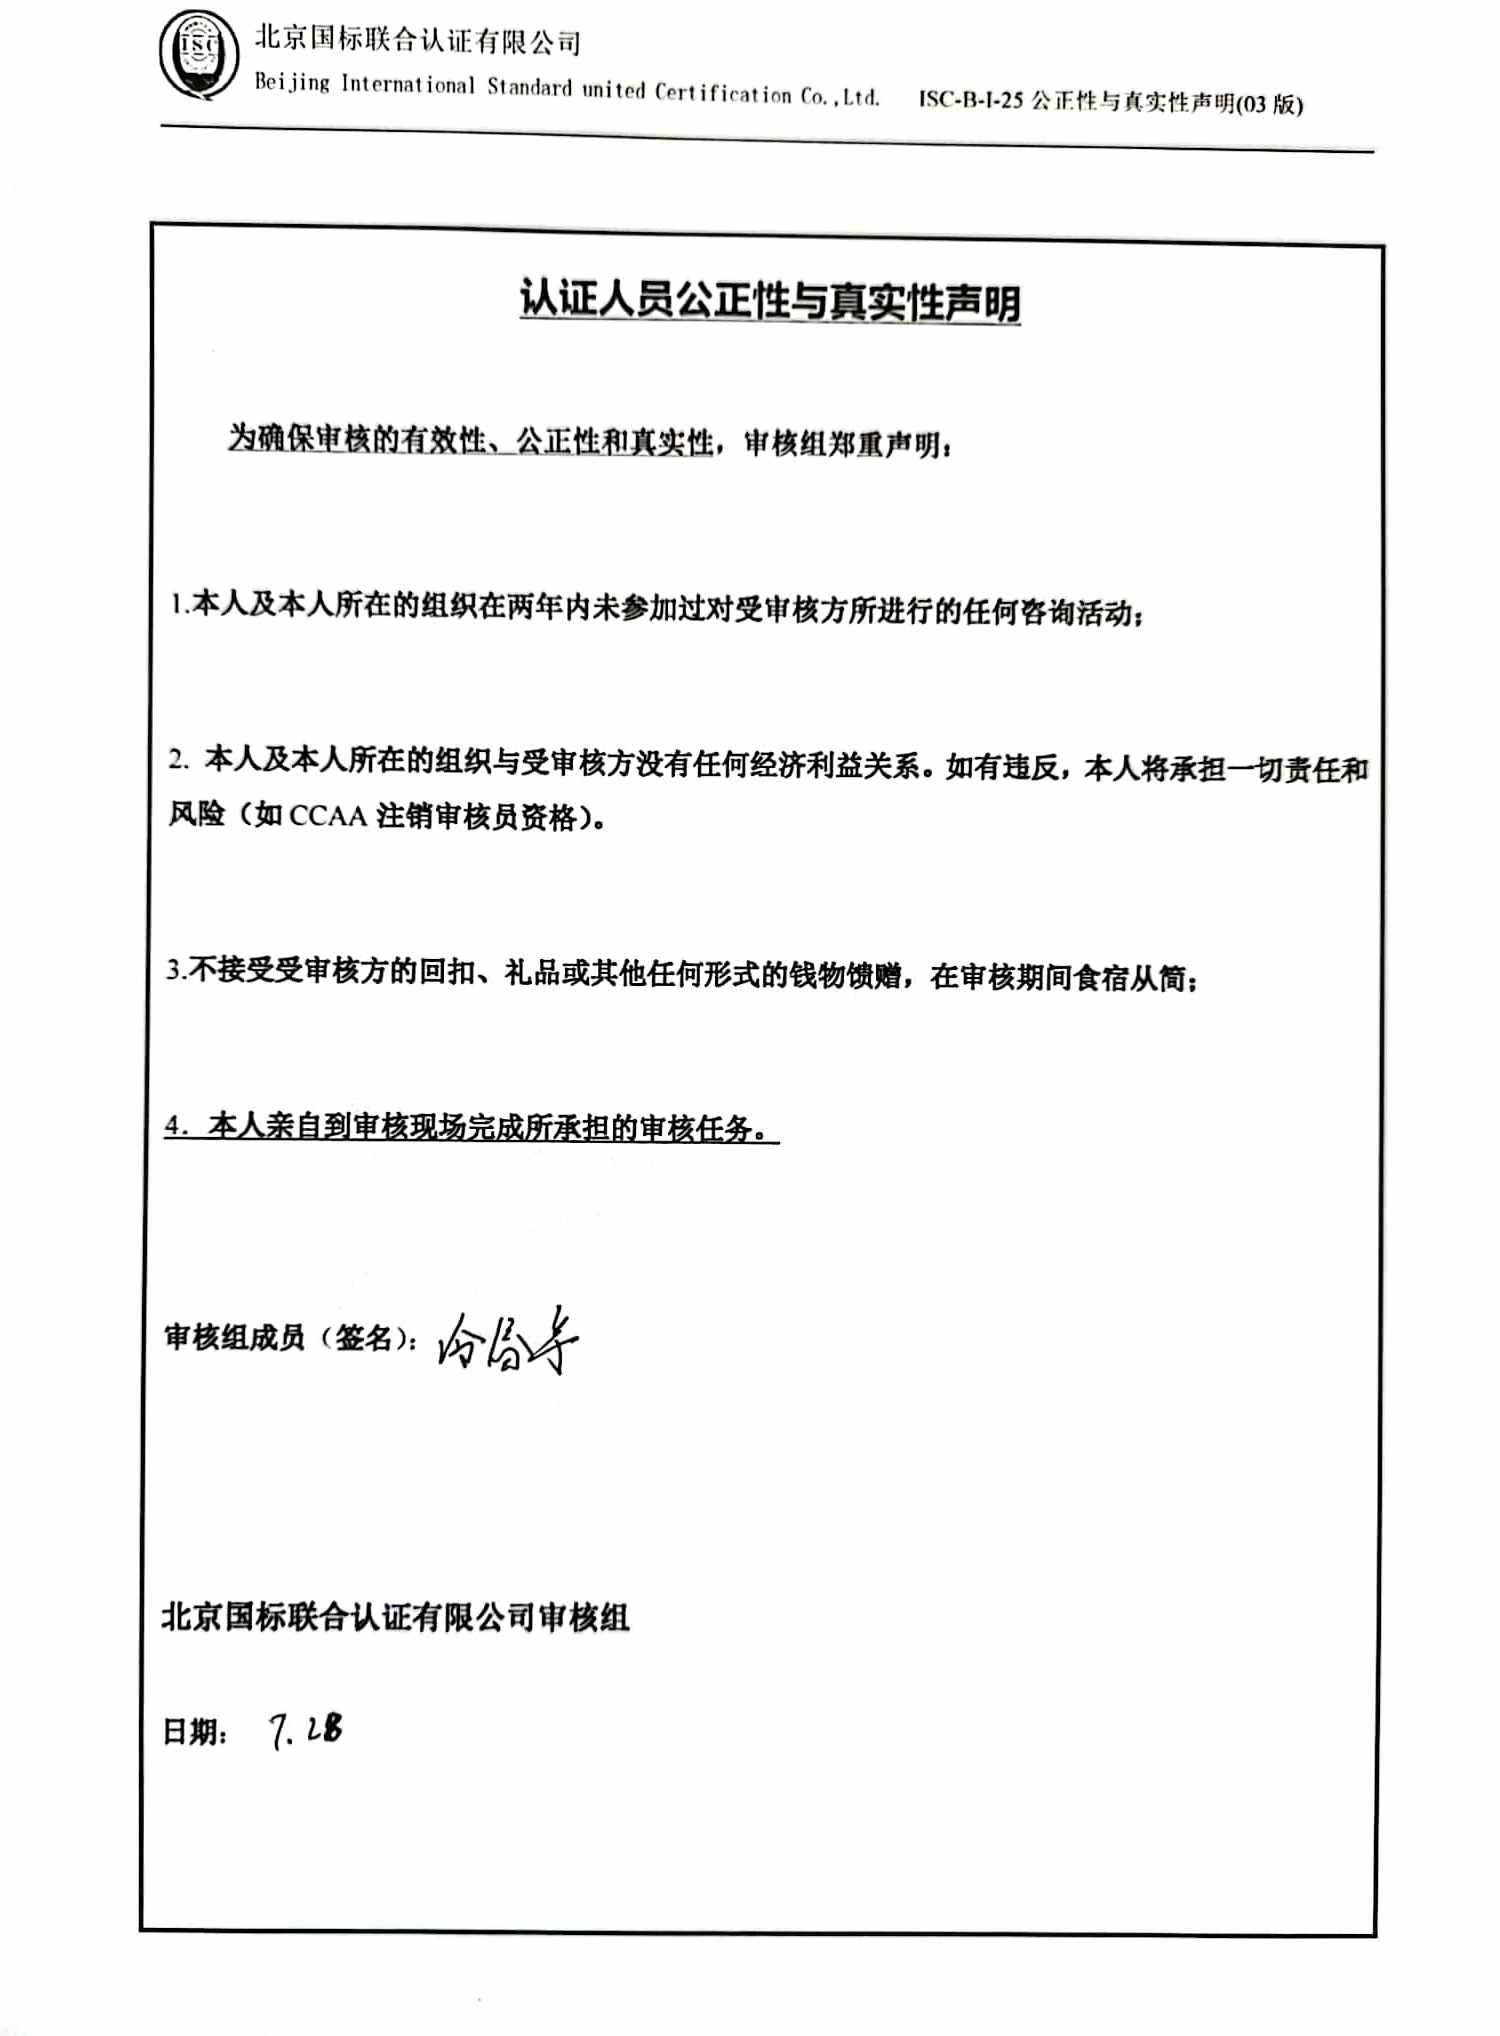 ISC
北京国标联合认证有限公司
Beijing International Standard united Certification Co.,Ltd. ISC-B-I-25 公正性与真实性声明(03 版)
认证人员公正性与真实性声明
为确保审核的有效性、公正性和真实性，审核组郑重声明：
1.本人及本人所在的组织在两年内未参加过对受审核方所进行的任何咨询活动；
2. 本人及本人所在的组织与受审核方没有任何经济利益关系。如有违反，本人将承担一切责任和
风险（如 CCAA 注销审核员资格）。
3.不接受受审核方的回扣、礼品或其他任何形式的钱物馈赠，在审核期间食宿从简；
4. 本人亲自到审核现场完成所承担的审核任务。
审核组成员（签名）：
北京国标联合认证有限公司审核组
日期： 7.28